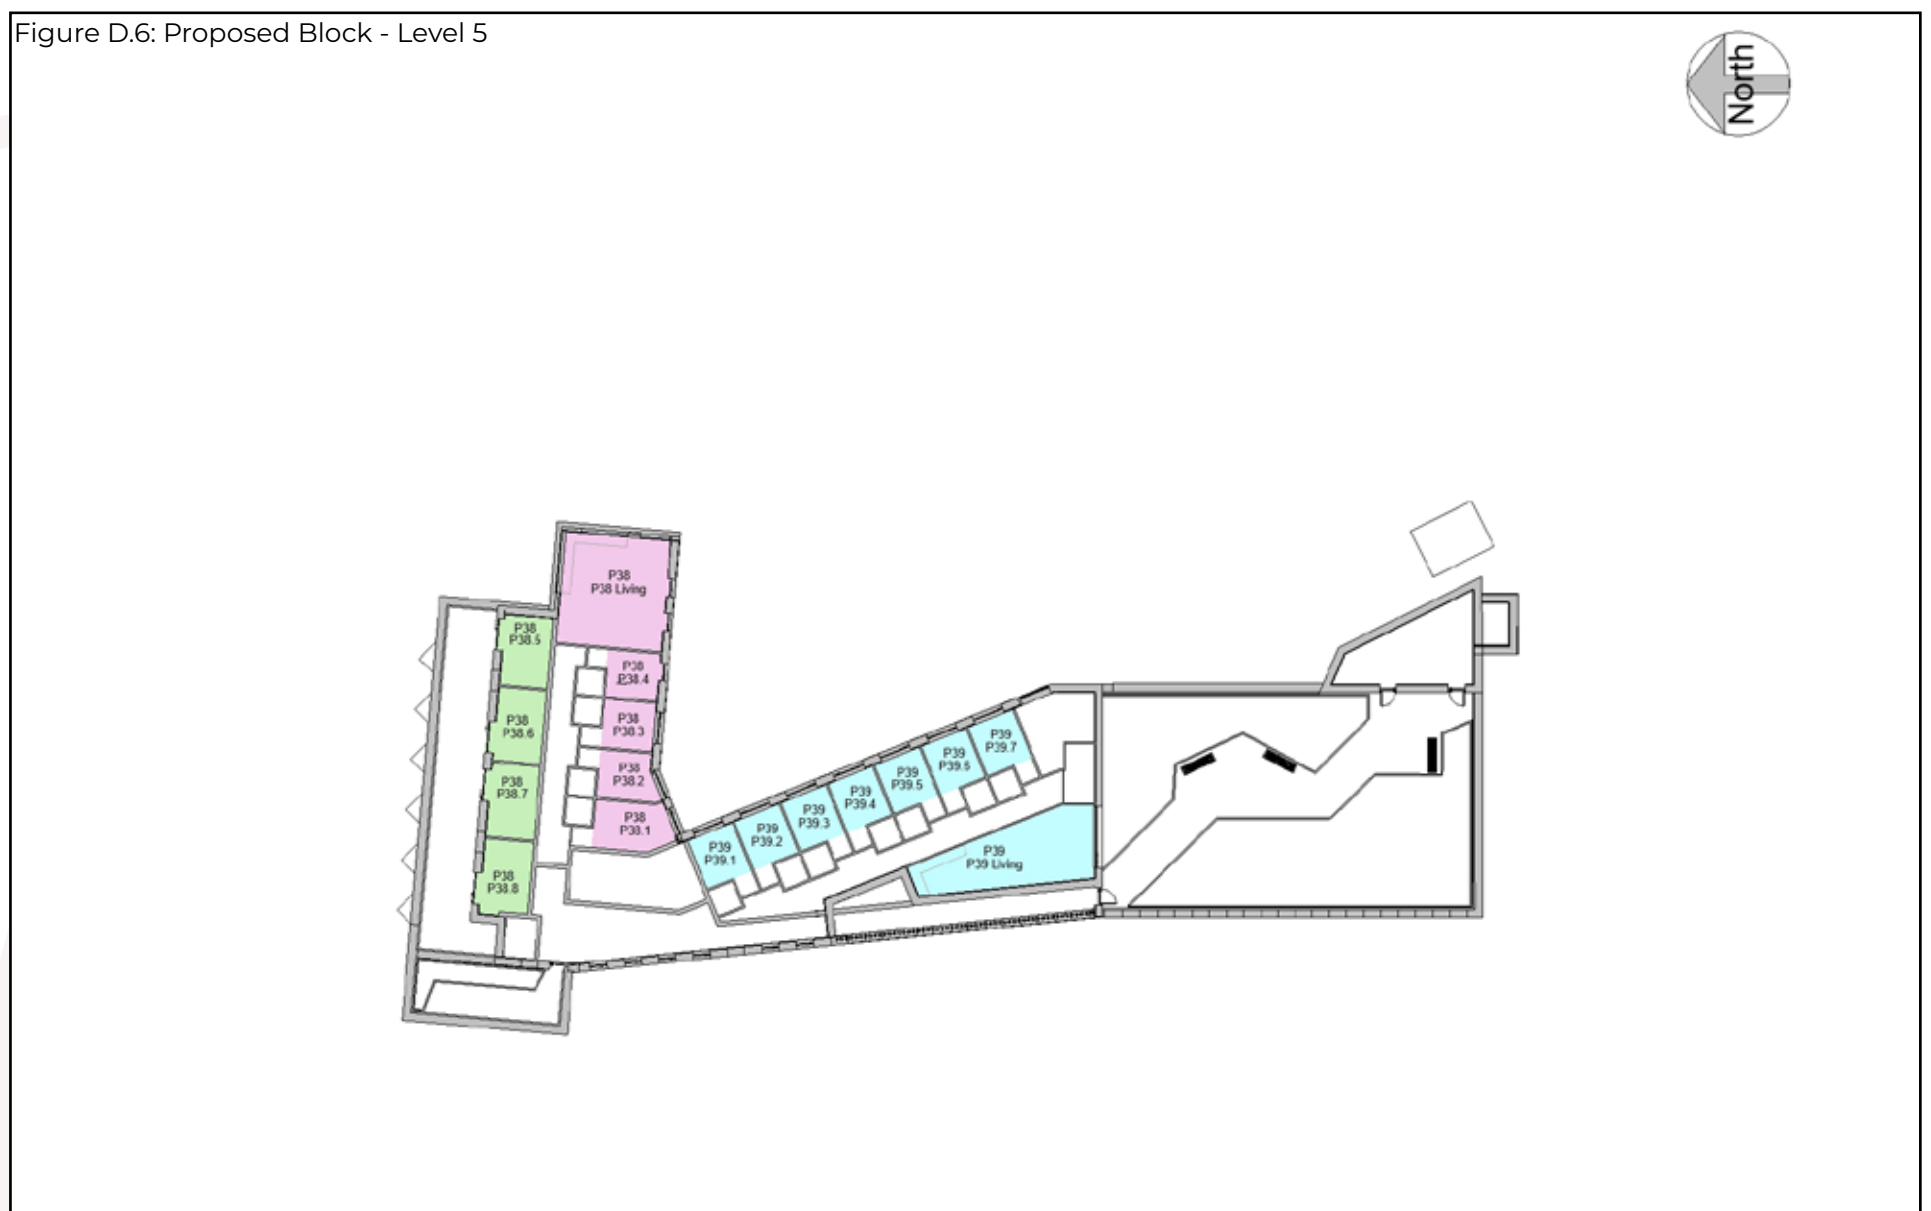 Figure D.6: Proposed Block - Level 5
North
P38
P38 Living
P38
P38.5
P38
P38.4
P38
P38.6
P38
P38.3
P38
P38.2
P38
P38.7
P38
P38.1
P38
P38.8
P39
P39.7
P39
P39.6
P39
P39.5
P39
P39.4
P39
P39.3
P39
P39.2
P39
P39.1
P39
P39 Living